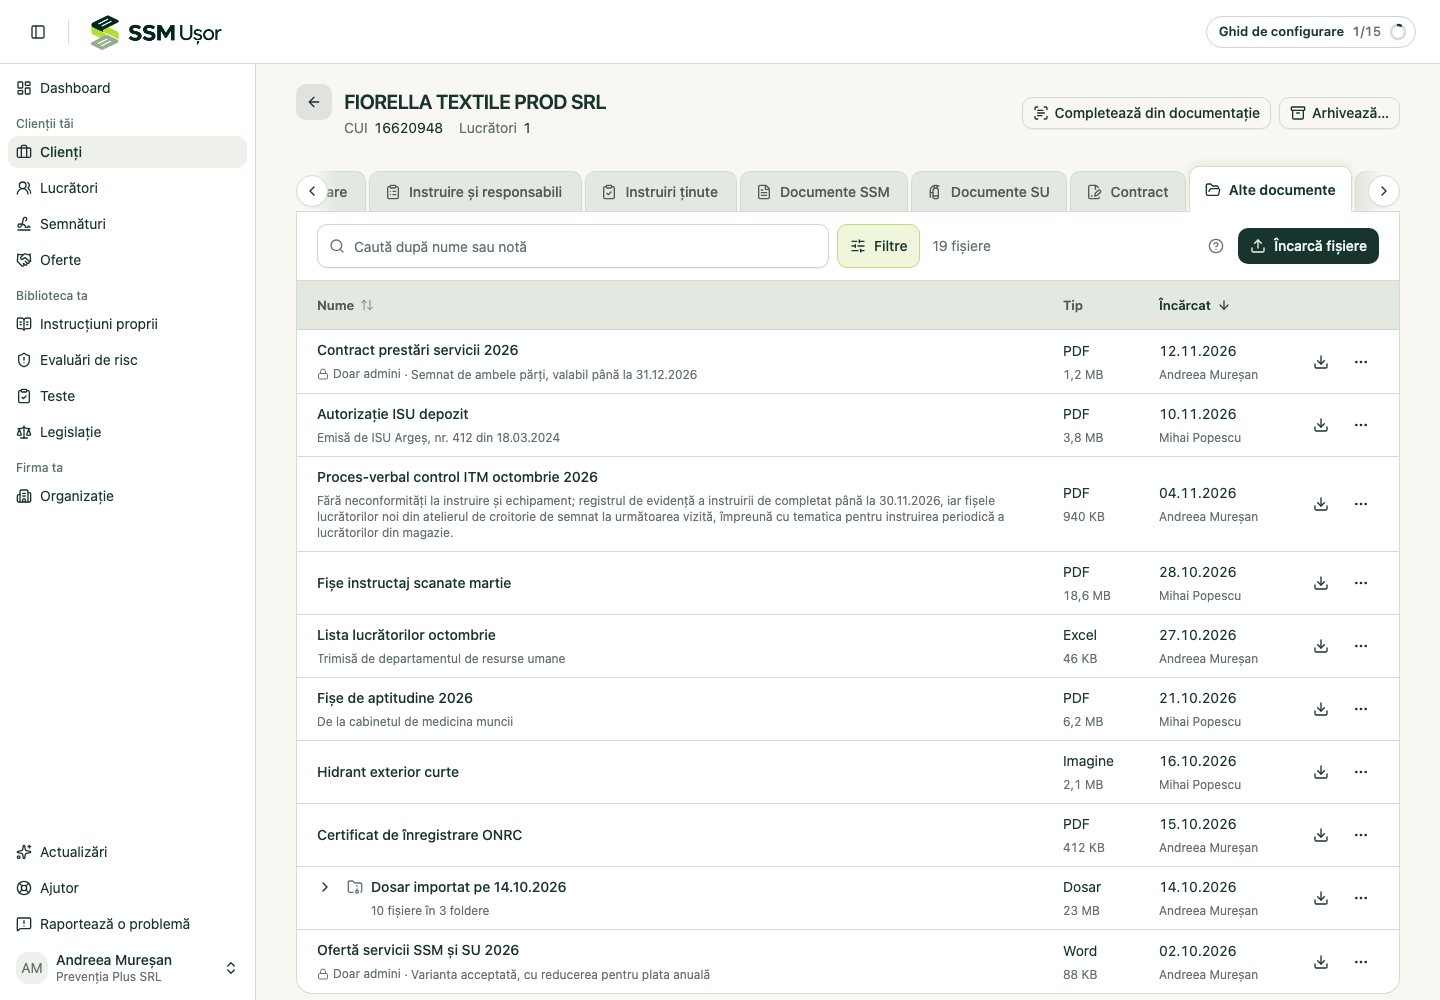 SSM Ușor
Ghid de configurare 1/15
Dashboard
Clienții tăi
Clienți
Lucrători
Semnături
Oferte
Biblioteca ta
Instrucțiuni proprii
Evaluări de risc
Teste
Legislație
Firma ta
Organizație
Actualizări
Ajutor
Raportează o problemă
AM
Andreea Mureșan
Prevenția Plus SRL
FIORELLA TEXTILE PROD SRL
CUI 16620948 Lucrători 1
Completează din documentație
Arhivează...
are
Instruire și responsabili
Instruiri ținute
Documente SSM
Documente SU
Contract
Alte documente
Caută după nume sau notă
Filtre
19 fișiere
Încarcă fișiere
Nume Tip Încărcat
Contract prestări servicii 2026 PDF 12.11.2026
Doar admini · Semnat de ambele părți, valabil până la 31.12.2026 1,2 MB Andreea Mureșan
Autorizație ISU depozit PDF 10.11.2026
Emisă de ISU Argeș, nr. 412 din 18.03.2024 3,8 MB Mihai Popescu
Proces-verbal control ITM octombrie 2026
Fără neconformități la instruire și echipament; registrul de evidență a instruirii de completat până la 30.11.2026, iar fișele
lucrătorilor noi din atelierul de croitorie de semnat la următoarea vizită, împreună cu tematica pentru instruirea periodică a
lucrătorilor din magazie.
PDF 04.11.2026
940 KB Andreea Mureșan
Fișe instructaj scanate martie PDF 28.10.2026
18,6 MB Mihai Popescu
Lista lucrătorilor octombrie Excel 27.10.2026
Trimisă de departamentul de resurse umane 46 KB Andreea Mureșan
Fișe de aptitudine 2026 PDF 21.10.2026
De la cabinetul de medicina muncii 6,2 MB Mihai Popescu
Hidrant exterior curte Imagine 16.10.2026
2,1 MB Mihai Popescu
Certificat de înregistrare ONRC PDF 15.10.2026
412 KB Andreea Mureșan
Dosar importat pe 14.10.2026 Dosar 14.10.2026
10 fișiere în 3 foldere 23 MB Andreea Mureșan
Ofertă servicii SSM și SU 2026 Word 02.10.2026
Doar admini · Varianta acceptată, cu reducerea pentru plata anuală 88 KB Andreea Mureșan